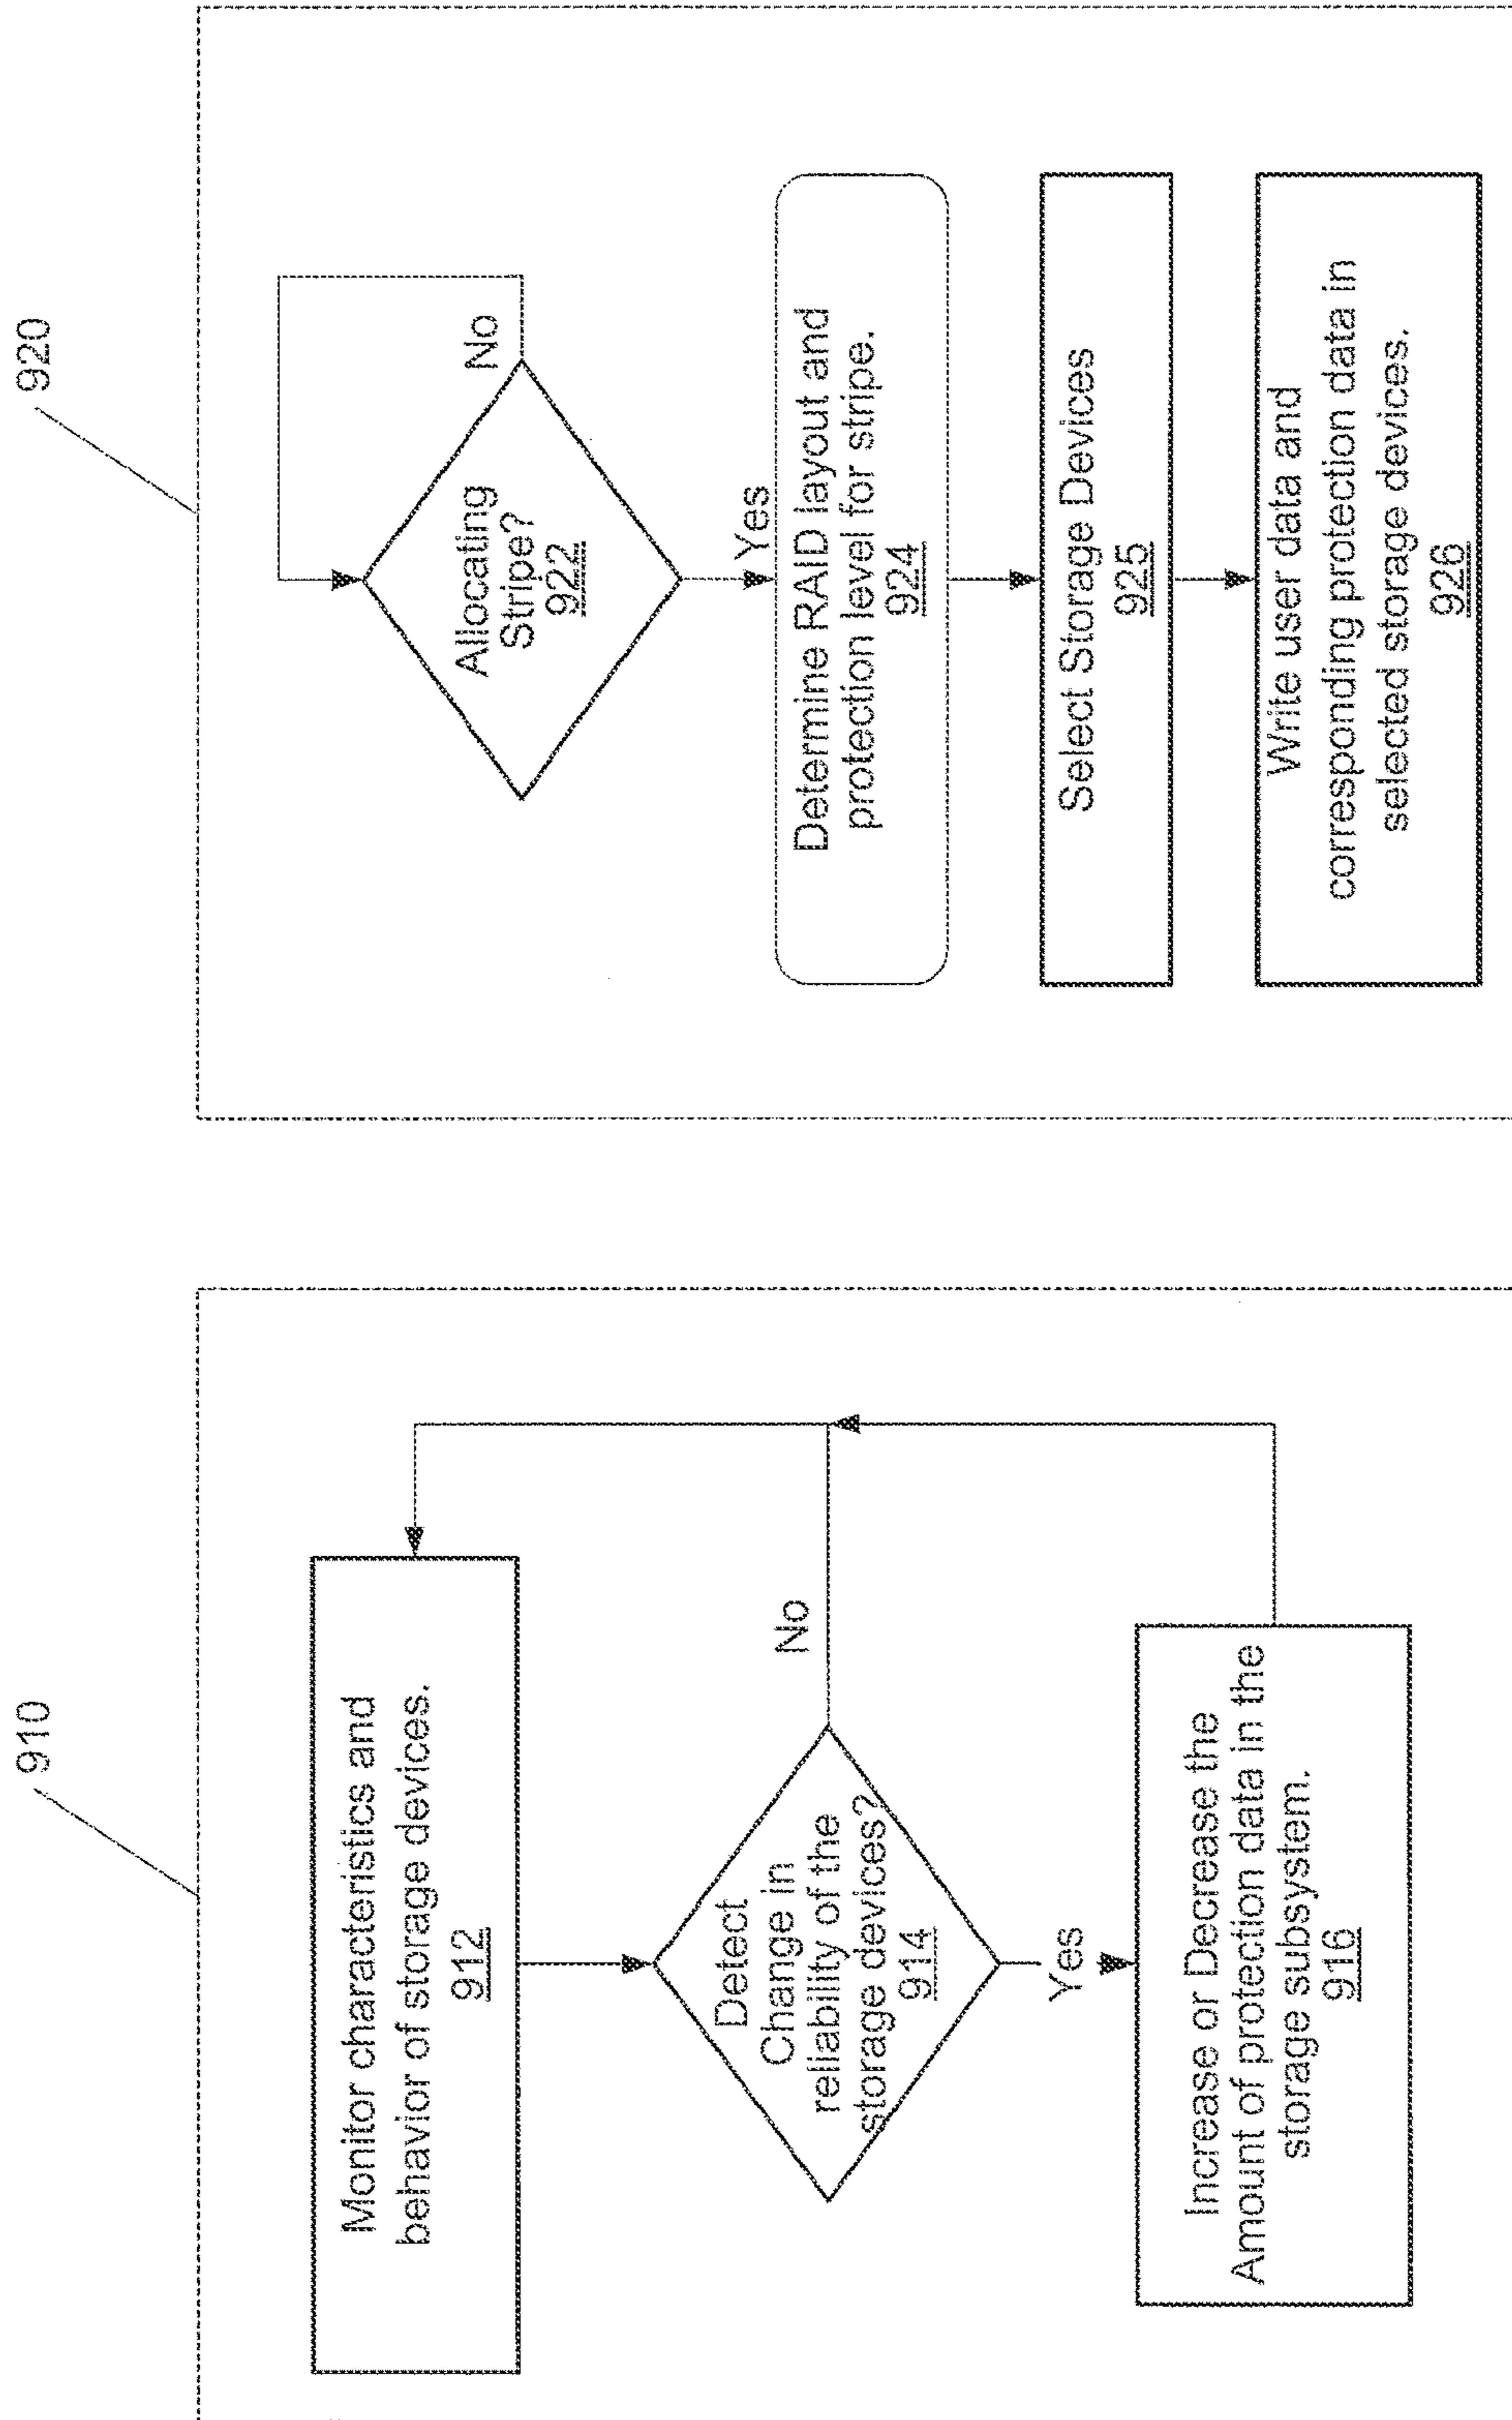 910
Monitor characteristics and
behavior of storage devices.
912
Detect
Change in
reliability of the
storage devices?
914
No
Yes
Increase or Decrease the
Amount of protection data in the
storage subsystem.
916
920
Allocating
Stripe?
922
No
Yes
Determine RAID layout and
protection level for stripe.
924
Select Storage Devices
925
Write user data and
corresponding protection data in
selected storage devices.
926